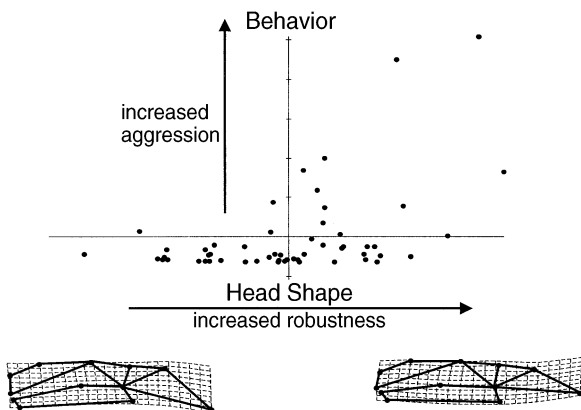 Behavior
increased
aggression
Head Shape
increased robustness